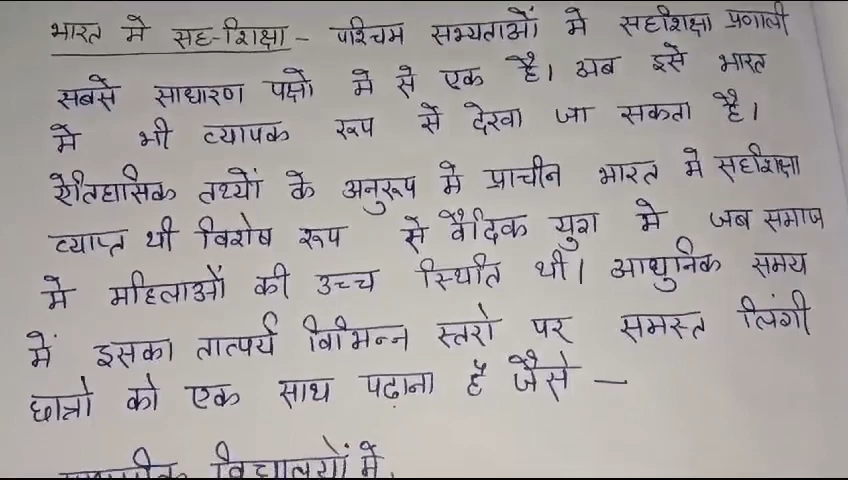 भारत मे सह-शिक्षा - पश्चिम सभ्यताओं मे सहशिक्षा प्रणाली
सबसे साधारण पक्षो मे से एक है। अब इसे भारत
मे भी व्यापक रूप से देखा जा सकता है।
ऐतिहासिक तथ्यों के अनुरूप मे प्राचीन भारत मे सहशिक्षा
व्याप्त थी विशेष रूप से वैदिक युग मे जब समाज
मे महिलाओं की उच्च स्थिति थी। आधुनिक समय
में इसका तात्पर्य विभिन्न स्तरो पर समस्त लिंगी
छात्रो को एक साथ पढ़ाना है जैसे —
विद्यालयों में,